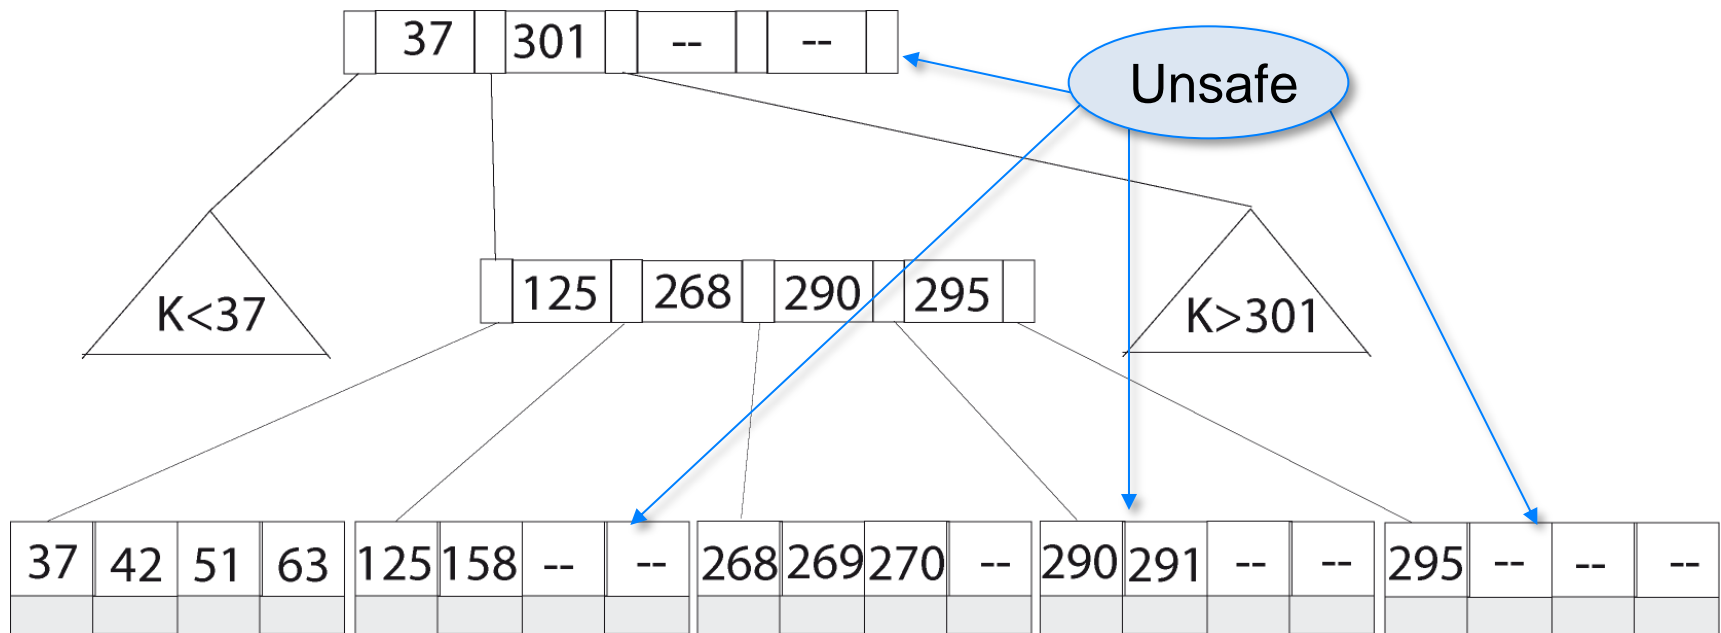 37 301 -- --
Unsafe
K<37
125 268 290 295
K>301
37 42 51 63
125 158 -- --
268 269 270 --
290 291 -- --
295 -- -- --